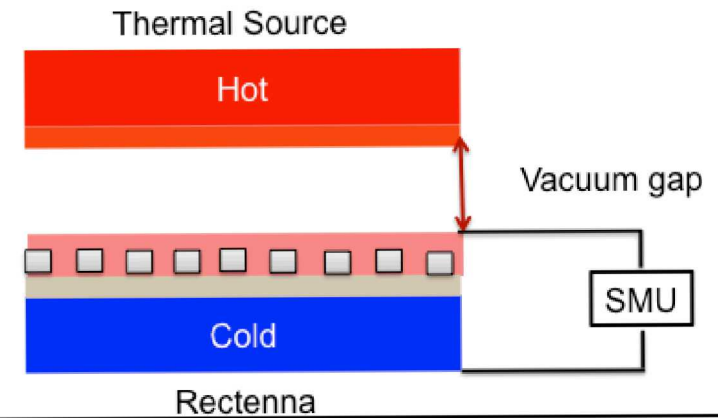 Thermal Source
Hot
Vacuum gap
SMU
Cold
Rectenna